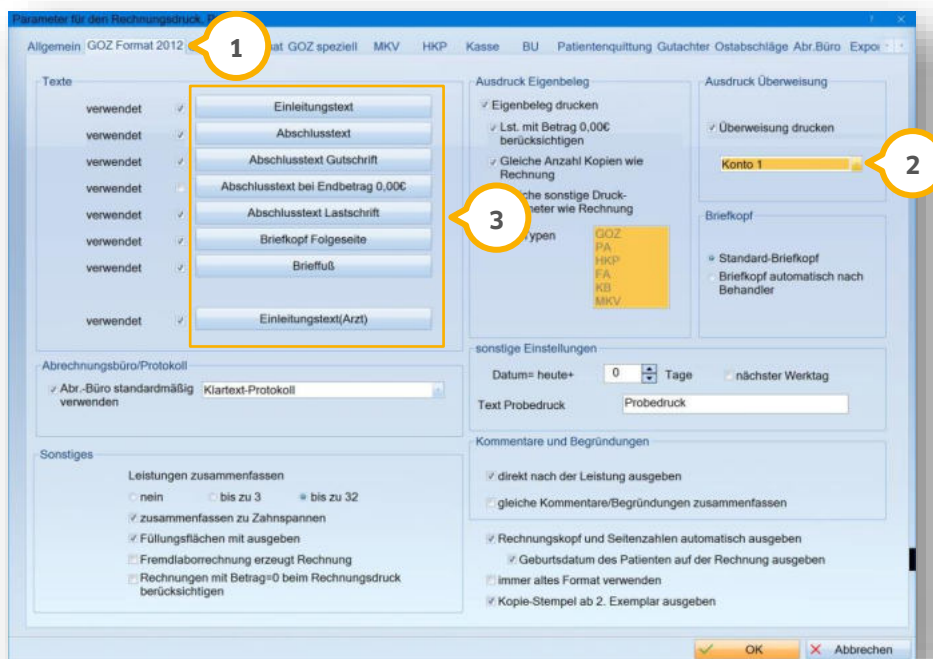 Parameter für den Rechnungsdruck,
Allgemein GOZ Format 2012 GOZ speziell MKV HKP Kasse BU Patientenquittung Gutachter Ostabschläge Abr.Büro
1
Texte
verwendet Einleitungstext
verwendet Abschlusstext
verwendet Abschlusstext Gutschrift
verwendet Abschlusstext bei Endbetrag 0,00€
verwendet Abschlusstext Lastschrift
verwendet Briefkopf Folgeseite
verwendet Brieffuß
verwendet Einleitungstext(Arzt)
3
Ausdruck Eigenbeleg
Eigenbeleg drucken
Lst. mit Betrag 0,00€
berücksichtigen
Gleiche Anzahl Kopien wie
Rechnung
sonstige Druck-
wie Rechnung
GOZ
PA
HKP
FA
KB
MKV
Ausdruck Überweisung
Überweisung drucken
Konto 1
2
Briefkopf
Standard-Briefkopf
Briefkopf automatisch nach
Behandler
Abrechnungsbüro/Protokoll
Abr.-Büro standardmäßig
verwenden
Klartext-Protokoll
sonstige Einstellungen
Datum= heute+ 0 Tage nächster Werktag
Text Probedruck Probedruck
Sonstiges
Leistungen zusammenfassen
nein bis zu 3 bis zu 32
zusammenfassen zu Zahnspannen
Füllungsflächen mit ausgeben
Fremdlaborrechnung erzeugt Rechnung
Rechnungen mit Betrag=0 beim Rechnungsdruck
berücksichtigen
Kommentare und Begründungen
direkt nach der Leistung ausgeben
gleiche Kommentare/Begründungen zusammenfassen
Rechnungskopf und Seitenzahlen automatisch ausgeben
Geburtsdatum des Patienten auf der Rechnung ausgeben
immer altes Format verwenden
Kopie-Stempel ab 2. Exemplar ausgeben
OK Abbrechen